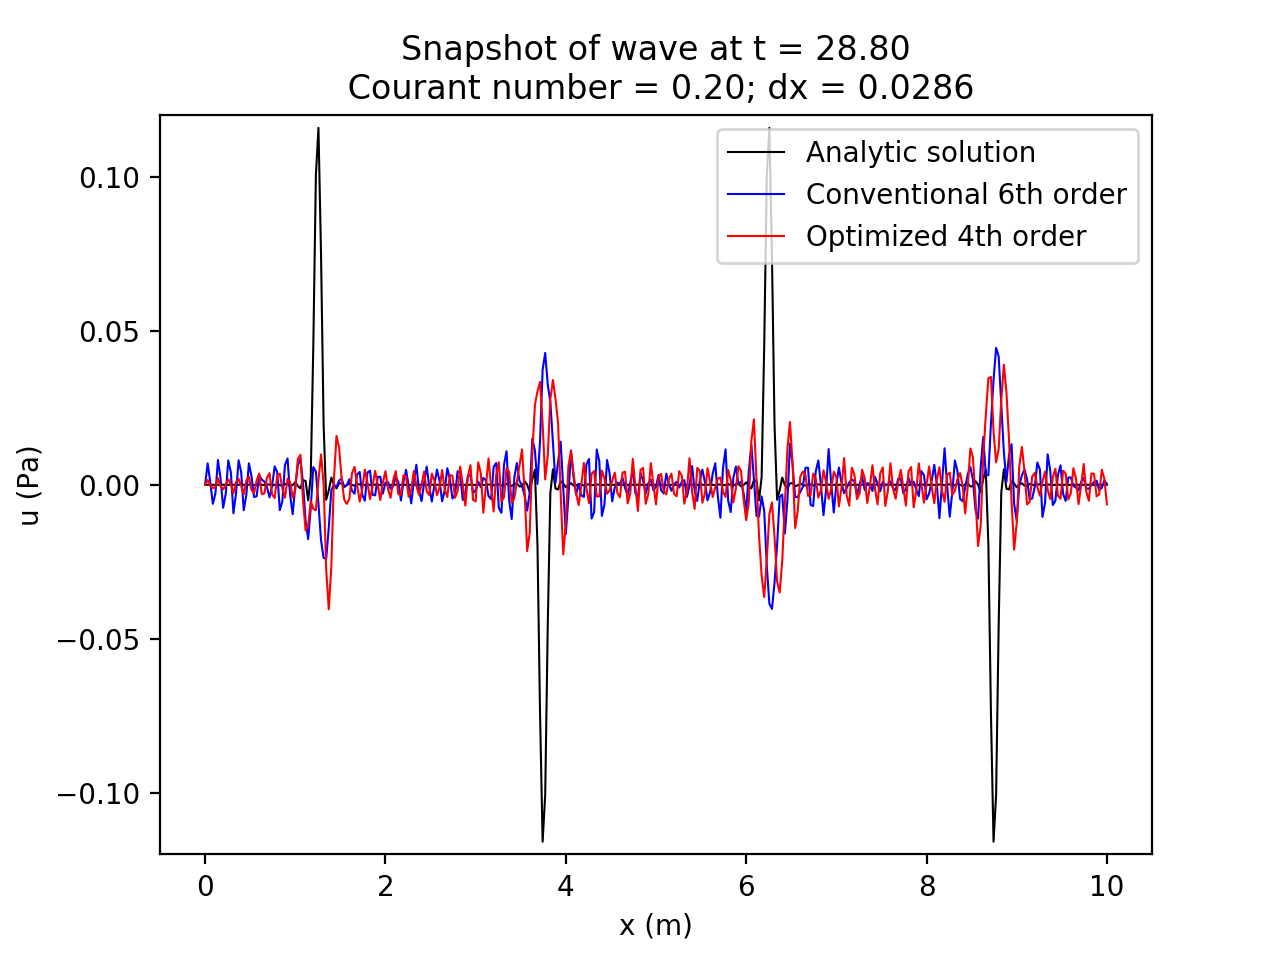 Snapshot of wave at t = 28.80
Courant number = 0.20; dx = 0.0286
Analytic solution
Conventional 6th order
Optimized 4th order
0.10
0.05
0.00
−0.05
−0.10
u (Pa)
0 2 4 6 8 10
x (m)